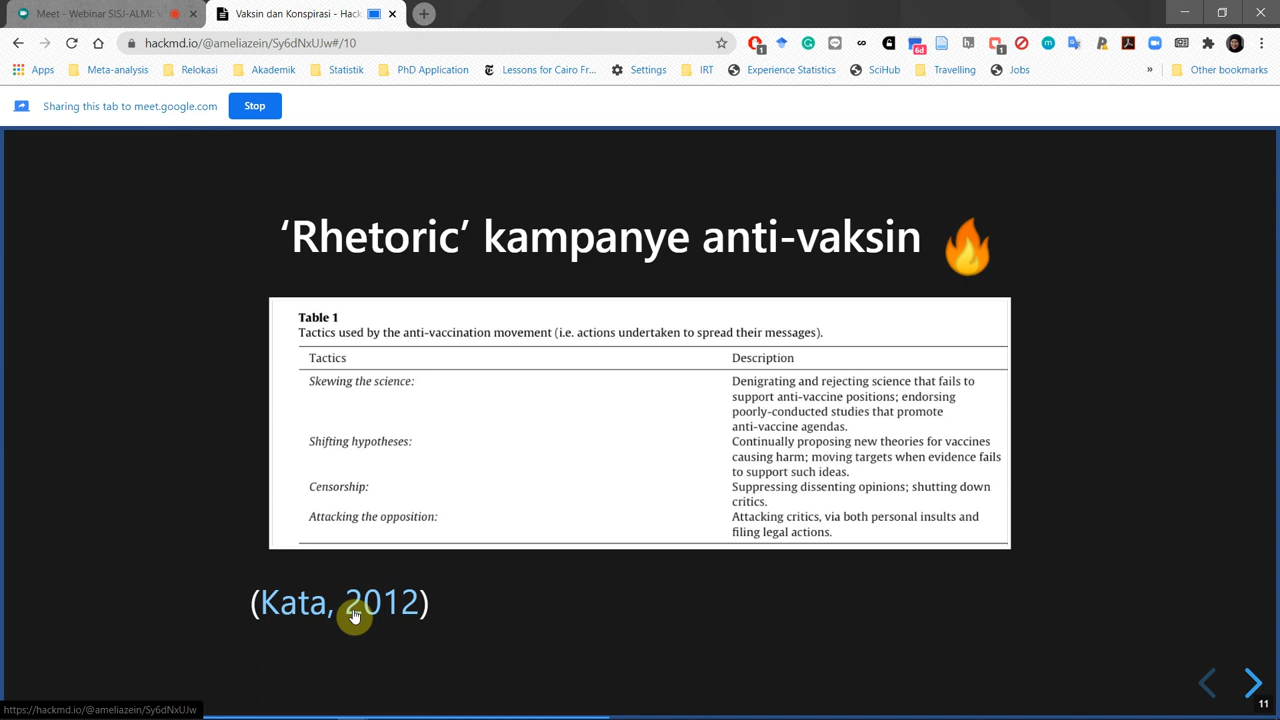 Meet - Webinar SISJ-ALMI: V
Vaksin dan Konspirasi - Hack
hackmd.io/@ameliazein/Sy6dNxUJw#/10
1
6d
1
Apps
Meta-analysis
Relokasi
Akademik
Statistik
PhD Application
Lessons for Cairo Fr...
Settings
IRT
Experience Statistics
SciHub
Travelling
Jobs
»
Other bookmarks
Sharing this tab to meet.google.com
Stop
‘Rhetoric’ kampanye anti-vaksin
Table 1
Tactics used by the anti-vaccination movement (i.e. actions undertaken to spread their messages).
Tactics
Description
Skewing the science:
Denigrating and rejecting science that fails to
support anti-vaccine positions; endorsing
poorly-conducted studies that promote
anti-vaccine agendas.
Shifting hypotheses:
Continually proposing new theories for vaccines
causing harm; moving targets when evidence fails
to support such ideas.
Censorship:
Suppressing dissenting opinions; shutting down
critics.
Attacking the opposition:
Attacking critics, via both personal insults and
filing legal actions.
(Kata, 2012)
11
https://hackmd.io/@ameliazein/Sy6dNxUJw